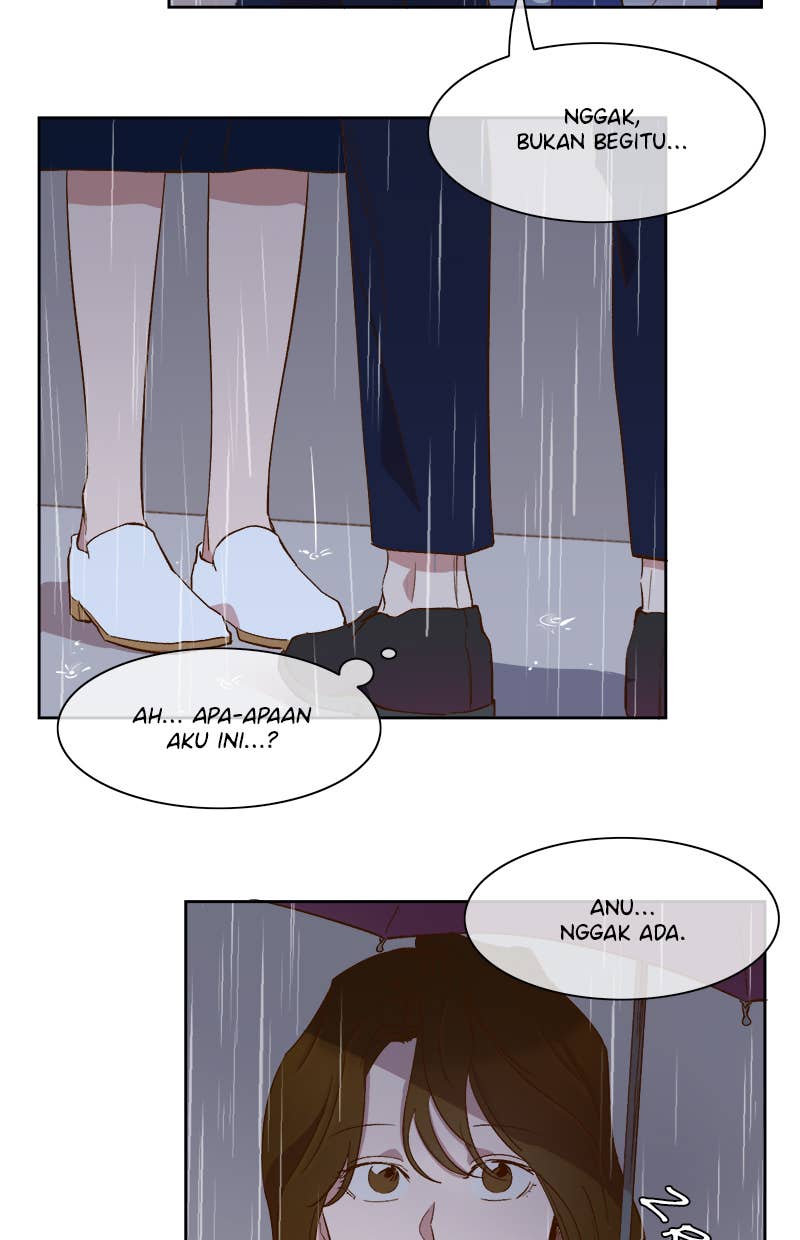 NGGAK,
BUKAN BEGITU...
AH... APA-APAAN
AKU INI...?
ANU...
NGGAK ADA.